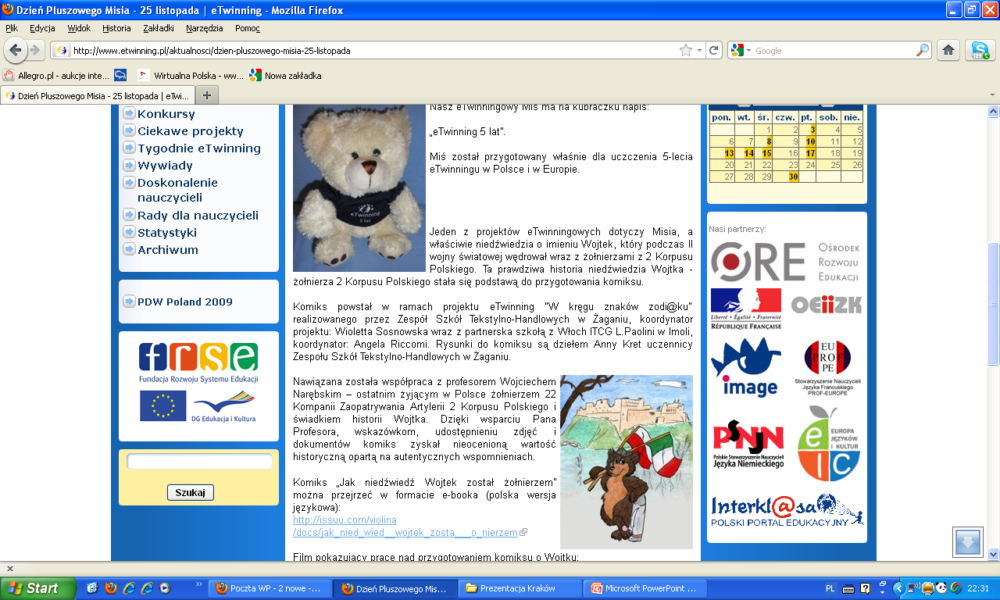 Dzień Pluszowego Misia - 25 listopada | eTwinning - Mozilla Firefox
Plik Edycja Widok Historia Zakładki Narzędzia Pomoc
http://www.etwinning.pl/aktualnosci/dzien-pluszowego-misia-25-listopada
Google
Allegro.pl - aukcje inte... Wirtualna Polska - ww... Nowa zakładka
Dzień Pluszowego Misia - 25 listopada | eTwi...
Konkursy
Ciekawe projekty
Tygodnie eTwinning
Wywiady
Doskonalenie
nauczycieli
Rady dla nauczycieli
Statystyki
Archiwum
PDW Poland 2009
frse
Fundacja Rozwoju Systemu Edukacji
DG Edukacja i Kultura
Szukaj
eTwinning
5 lat
Nasz eTwinningowy Miś ma na kubraczku napis:
„eTwinning 5 lat”.
Miś został przygotowany właśnie dla uczczenia 5-lecia
eTwinningu w Polsce i w Europie.
Jeden z projektów eTwinningowych dotyczy Misia, a
właściwie niedźwiedzia o imieniu Wojtek, który podczas II
wojny światowej wędrował wraz z żołnierzami z 2 Korpusu
Polskiego. Ta prawdziwa historia niedźwiedzia Wojtka -
żołnierza 2 Korpusu Polskiego stała się podstawą do przygotowania komiksu.
Komiks powstał w ramach projektu eTwinning "W kręgu znaków zodi@ku"
realizowanego przez Zespół Szkół Tekstylno-Handlowych w Żaganiu, koordynator
projektu: Wioletta Sosnowska wraz z partnerska szkołą z Włoch ITCG L.Paolini w Imoli,
koordynator: Angela Riccomi. Rysunki do komiksu są dziełem Anny Kret uczennicy
Zespołu Szkół Tekstylno-Handlowych w Żaganiu.
Nawiązana została współpraca z profesorem Wojciechem
Narębskim – ostatnim żyjącym w Polsce żołnierzem 22
Kompanii Zaopatrywania Artylerii 2 Korpusu Polskiego i
świadkiem historii Wojtka. Dzięki wsparciu Pana
Profesora, wskazówkom, udostępnieniu zdjęć i
dokumentów komiks zyskał nieocenioną wartość
historyczną opartą na autentycznych wspomnieniach.
Komiks „Jak niedźwiedź Wojtek został żołnierzem”
można przejrzeć w formacie e-booka (polska wersja
językowa):
http://issuu.com/violina
/docs/jak_nied_wied__wojtek_zosta___o_nierzem
Film pokazujący pracę nad przygotowaniem komiksu o Wojtku:
pon. wt. śr. czw. pt. sob. nie.
1 2 3 4 5
6 7 8 9 10 11 12
13 14 15 16 17 18 19
20 21 22 23 24 25 26
27 28 29 30
Nasi partnerzy:
ORE OŚRODEK
ROZWOJU
EDUKACJI
Liberté • Égalité • Fraternité
RÉPUBLIQUE FRANÇAISE
OEIIZK
image
EU
PROF
PE
Stowarzyszenie Nauczycieli
Języka Francuskiego
PROF-EUROPE
PSNJN
Polskie Stowarzyszenie Nauczycieli
Języka Niemieckiego
EUROPA
JĘZYKÓW
I KULTUR
e i c
Interkl@sa
POLSKI PORTAL EDUKACYJNY
Start Poczta WP - 2 nowe -... Dzień Pluszowego Mis... Prezentacja Kraków Microsoft PowerPoint ... PL 22:31